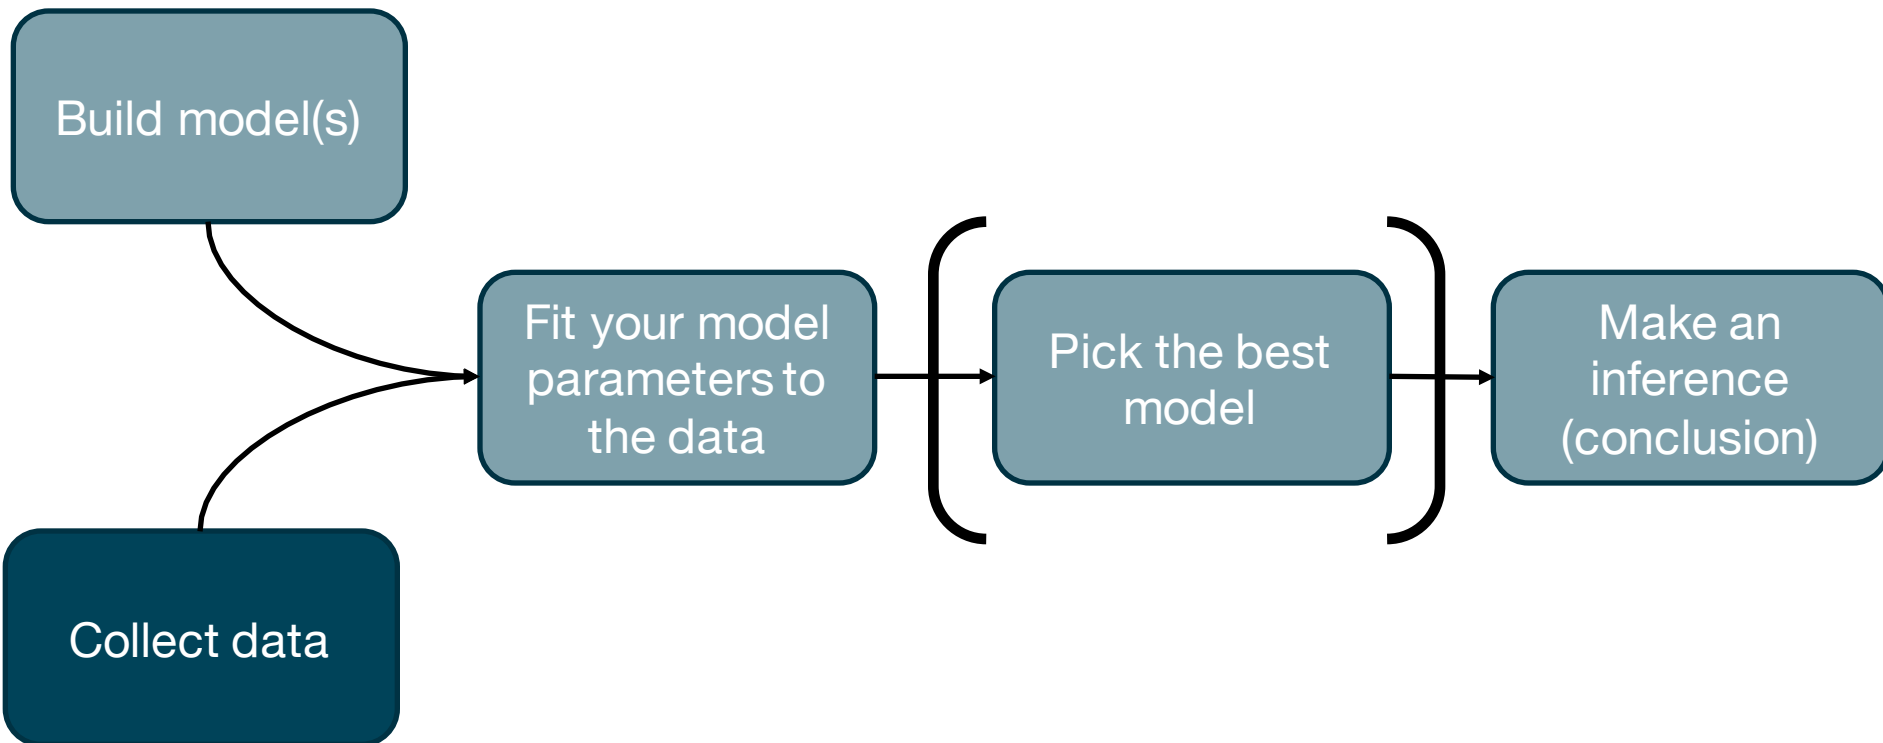 Build model(s)
Fit your model
parameters to
the data
Pick the best
model
Make an
inference
(conclusion)
Collect data